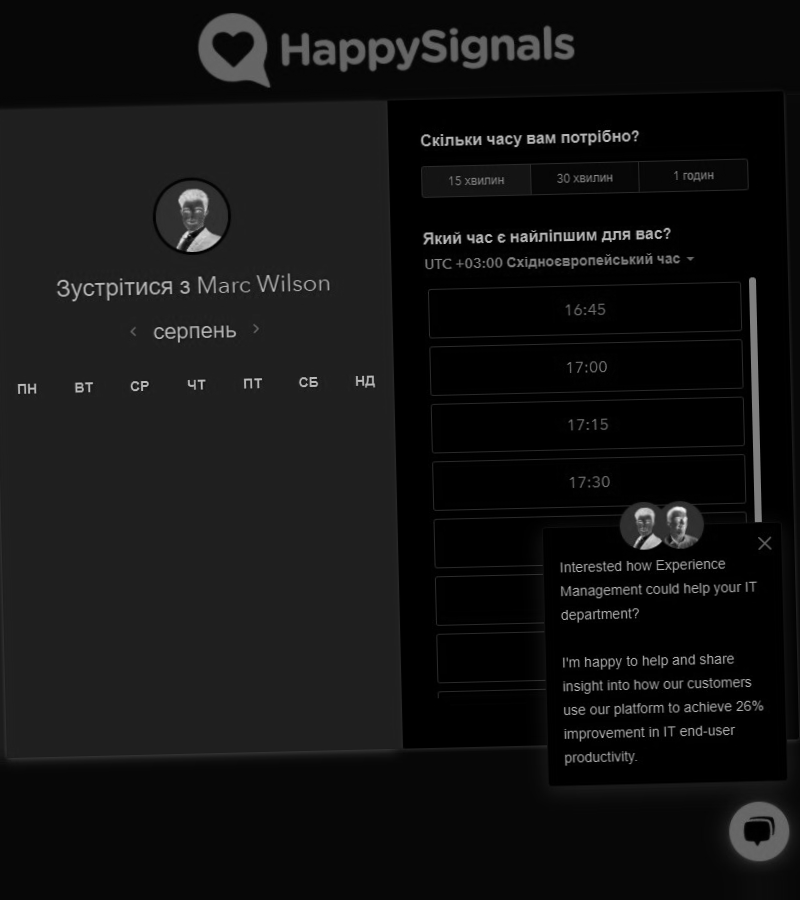 HappySignals
Зустрітися з Marc Wilson
серпень
ПН ВТ СР ЧТ ПТ СБ НД
Скільки часу вам потрібно?
15 хвилин 30 хвилин 1 годин
Який час є найліпшим для вас?
UTC +03:00 Східноєвропейський час
16:45
17:00
17:15
17:30
Interested how Experience
Management could help your IT
department?
I'm happy to help and share
insight into how our customers
use our platform to achieve 26%
improvement in IT end-user
productivity.